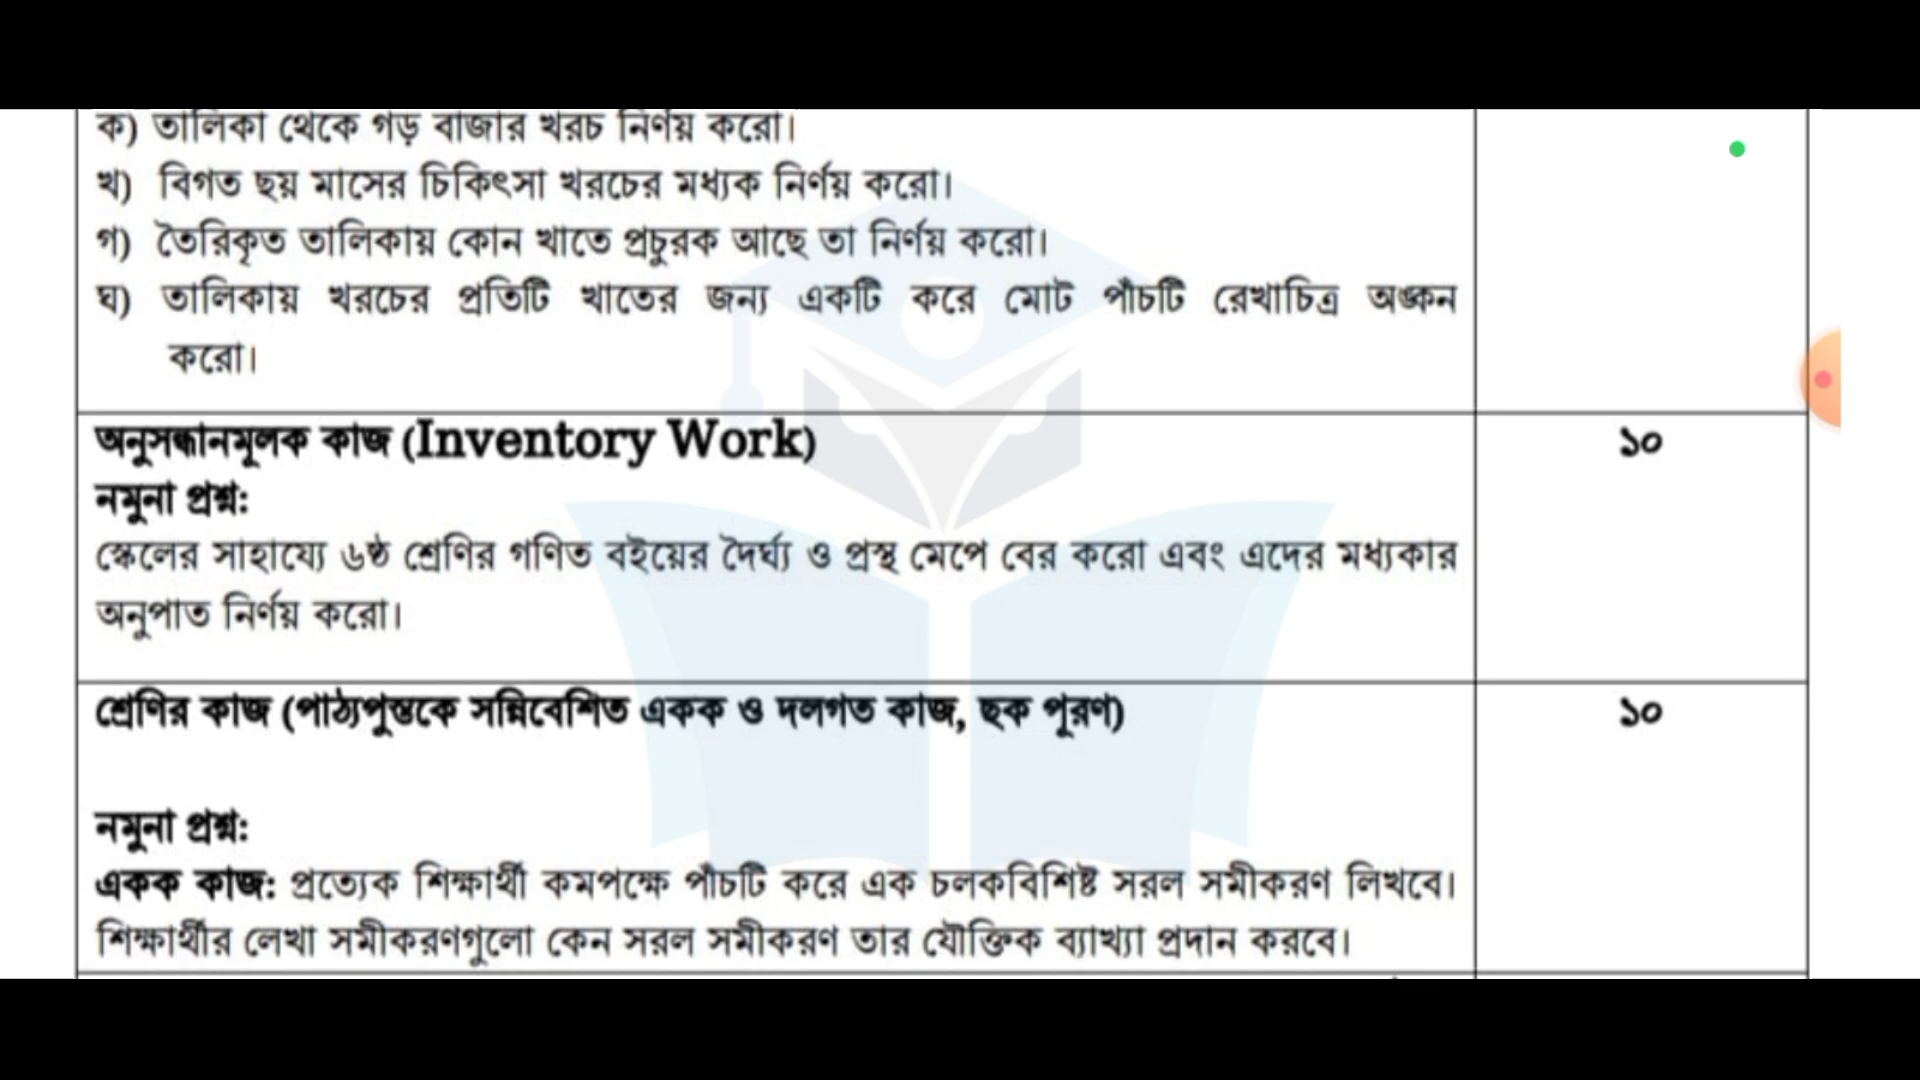 ক) তালিকা থেকে গড় বাজার খরচ নির্ণয় করো।
খ) বিগত ছয় মাসের চিকিৎসা খরচের মধ্যক নির্ণয় করো।
গ) তৈরিকৃত তালিকায় কোন খাতে প্রচুরক আছে তা নির্ণয় করো।
ঘ) তালিকায় খরচের প্রতিটি খাতের জন্য একটি করে মোট পাঁচটি রেখাচিত্র অঙ্কন
করো।
অনুসন্ধানমূলক কাজ (Inventory Work) ১০
নমুনা প্রশ্ন:
স্কেলের সাহায্যে ৬ষ্ঠ শ্রেণির গণিত বইয়ের দৈর্ঘ্য ও প্রস্থ মেপে বের করো এবং এদের মধ্যকার
অনুপাত নির্ণয় করো।
শ্রেণির কাজ (পাঠ্যপুস্তকে সন্নিবেশিত একক ও দলগত কাজ, ছক পূরণ) ১০
নমুনা প্রশ্ন:
একক কাজ: প্রত্যেক শিক্ষার্থী কমপক্ষে পাঁচটি করে এক চলকবিশিষ্ট সরল সমীকরণ লিখবে।
শিক্ষার্থীর লেখা সমীকরণগুলো কেন সরল সমীকরণ তার যৌক্তিক ব্যাখ্যা প্রদান করবে।